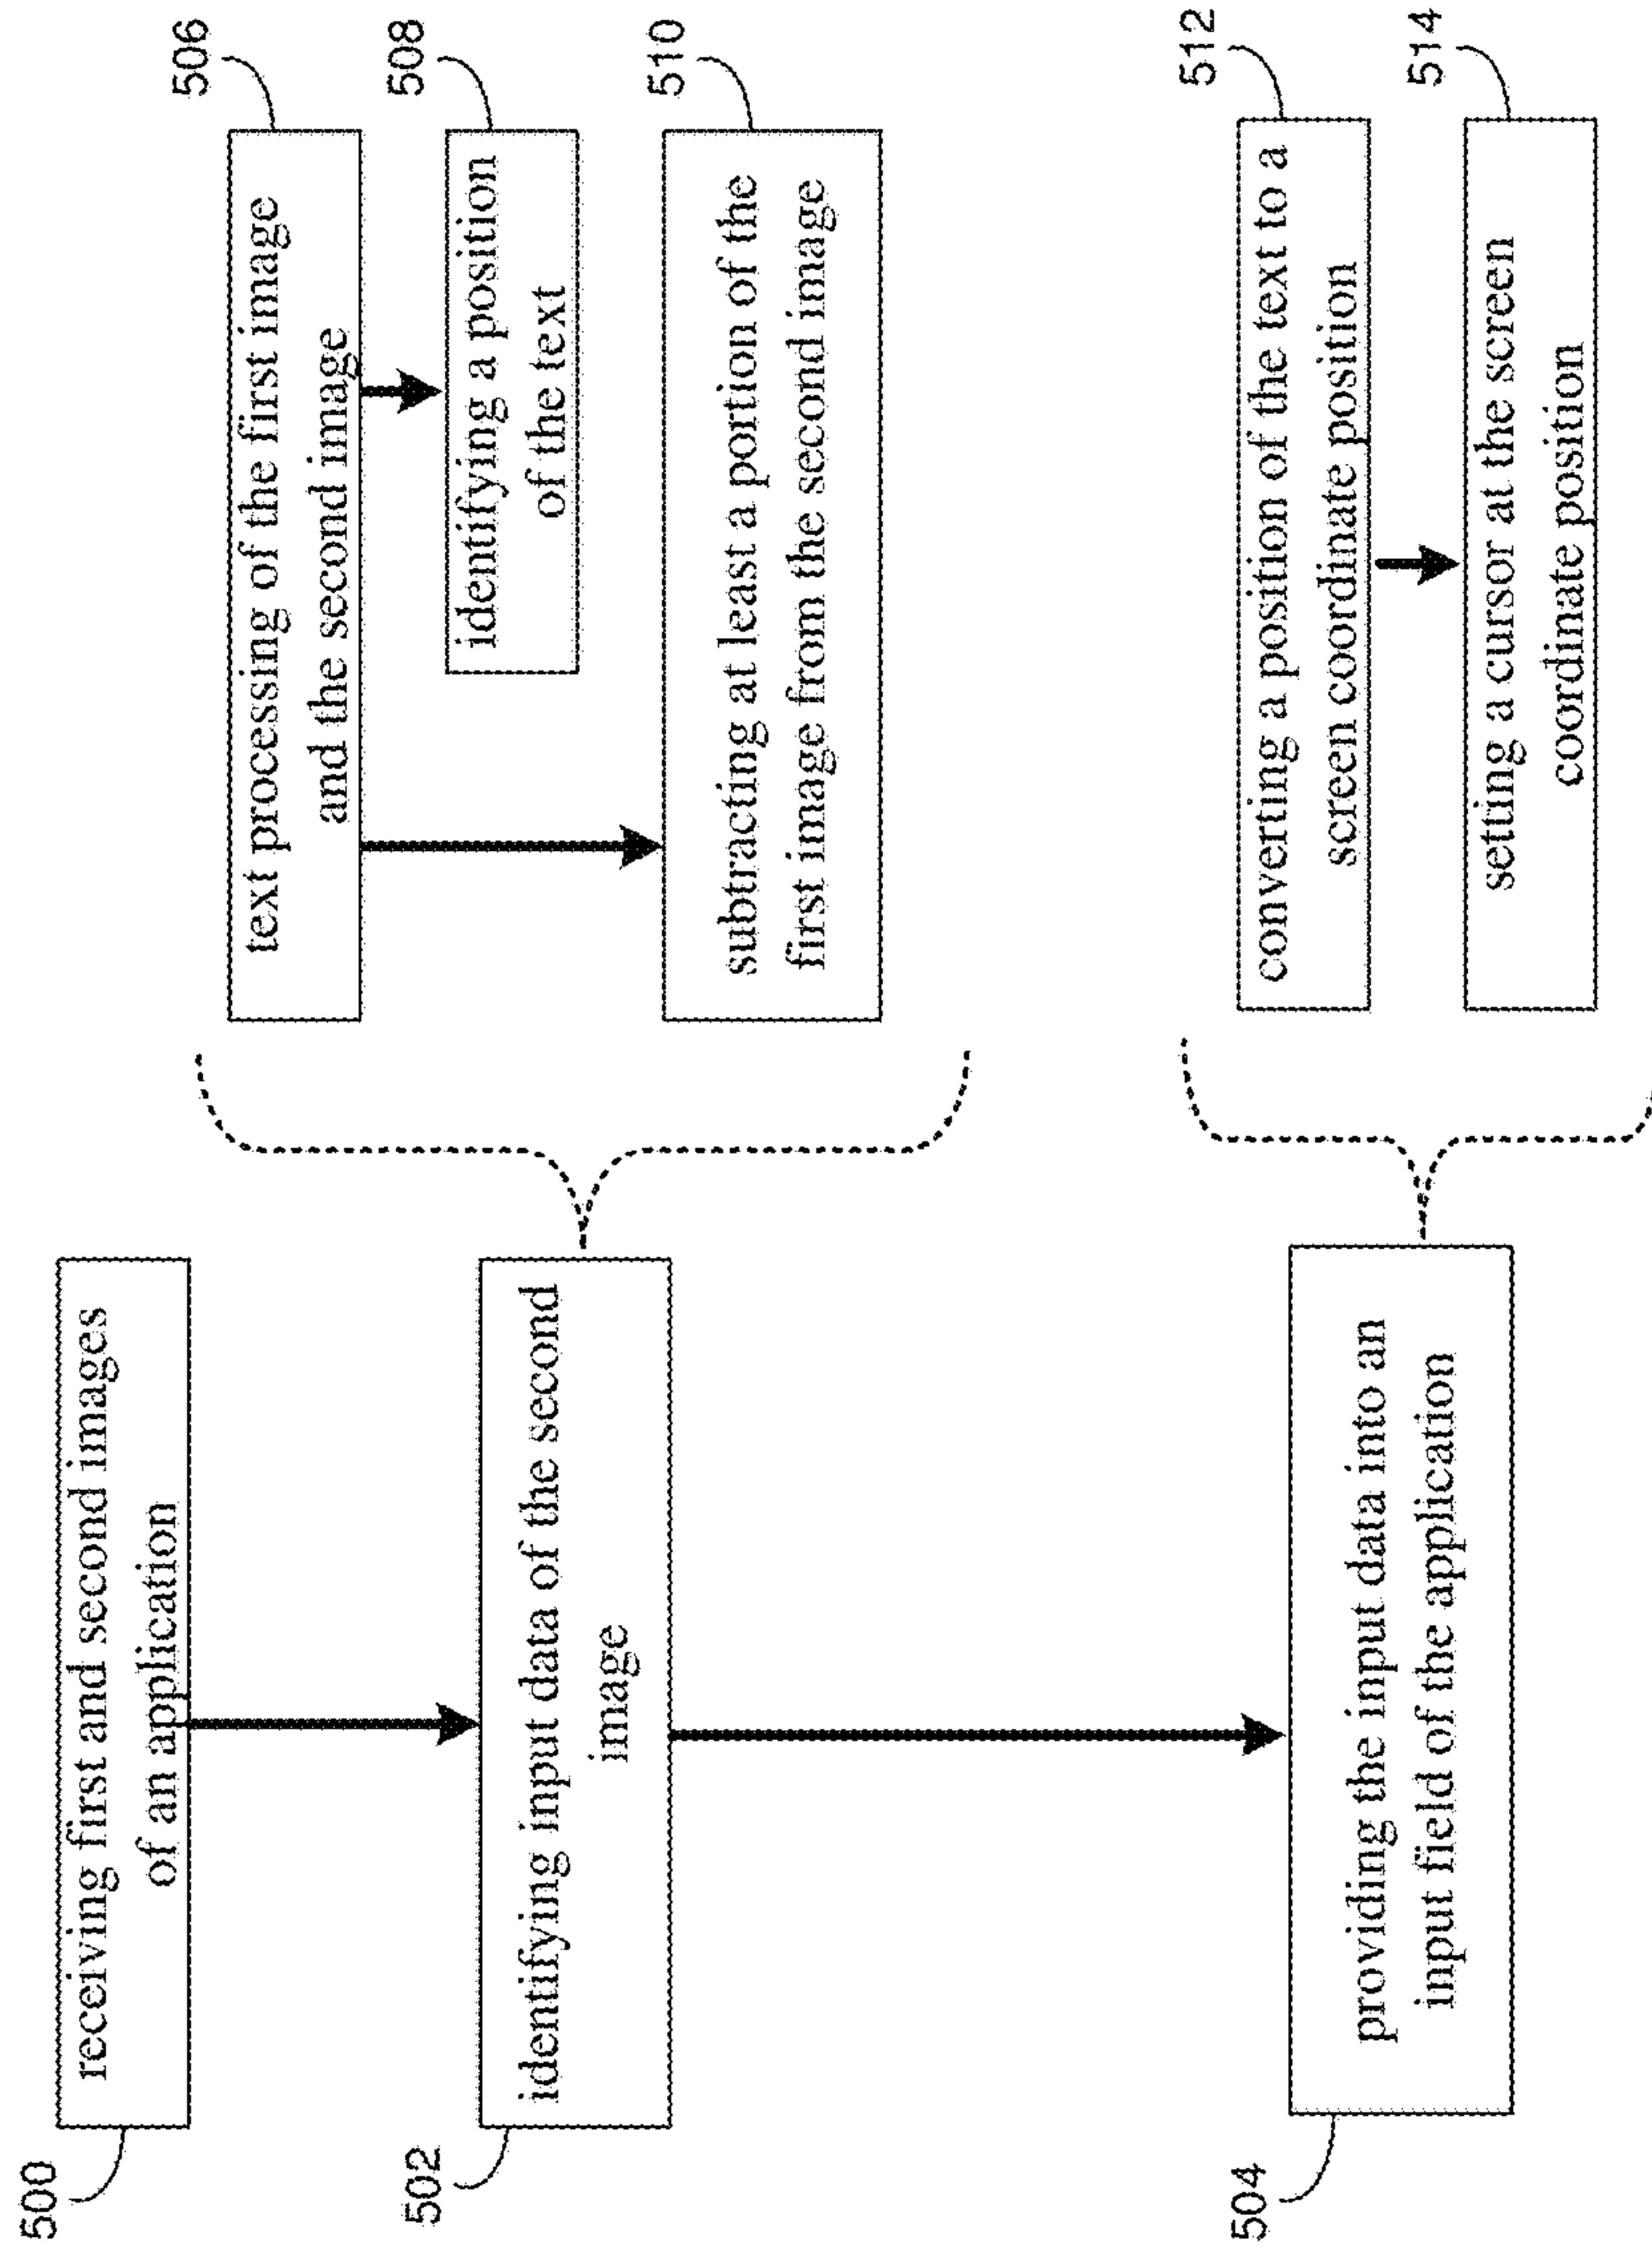 500
receiving first and second images
of an application
502
identifying input data of the second
image
504
providing the input data into an
input field of the application
506
text processing of the first image
and the second image
508
identifying a position
of the text
510
subtracting at least a portion of the
first image from the second image
512
converting a position of the text to a
screen coordinate position
514
setting a cursor at the screen
coordinate position